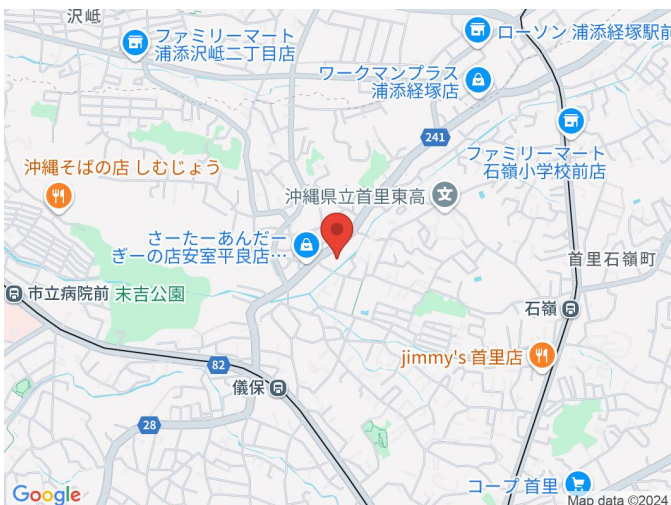 沢岻
ファミリーマート
浦添沢岻二丁目店
ローソン 浦添経塚駅前
ワークマンプラス
浦添経塚店
241
ファミリーマート
石嶺小学校前店
沖縄そばの店 しむじょう
沖縄県立首里東高
文
さーたーあんだー
ぎーの店安室平良店…
首里石嶺町
市立病院前
末吉公園
石嶺
jimmy's 首里店
82
儀保
28
コープ 首里
Google
Map data ©2024